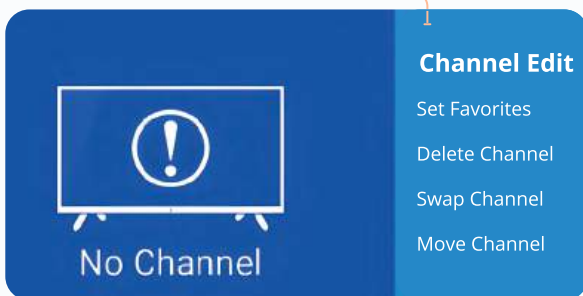 No Channel
Channel Edit
Set Favorites
Delete Channel
Swap Channel
Move Channel